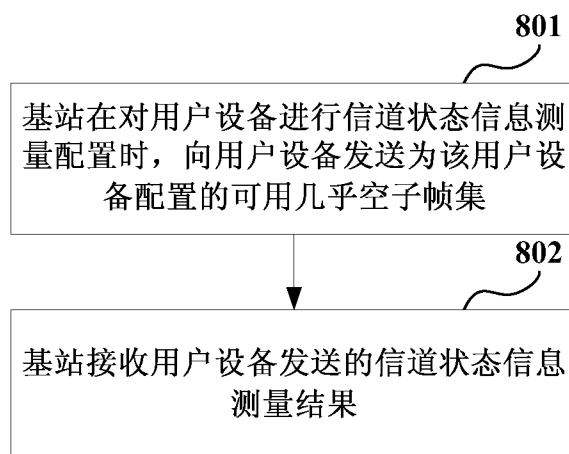 801
基站在对用户设备进行信道状态信息测
量配置时，向用户设备发送为该用户设
备配置的可用几乎空子帧集
802
基站接收用户设备发送的信道状态信息
测量结果